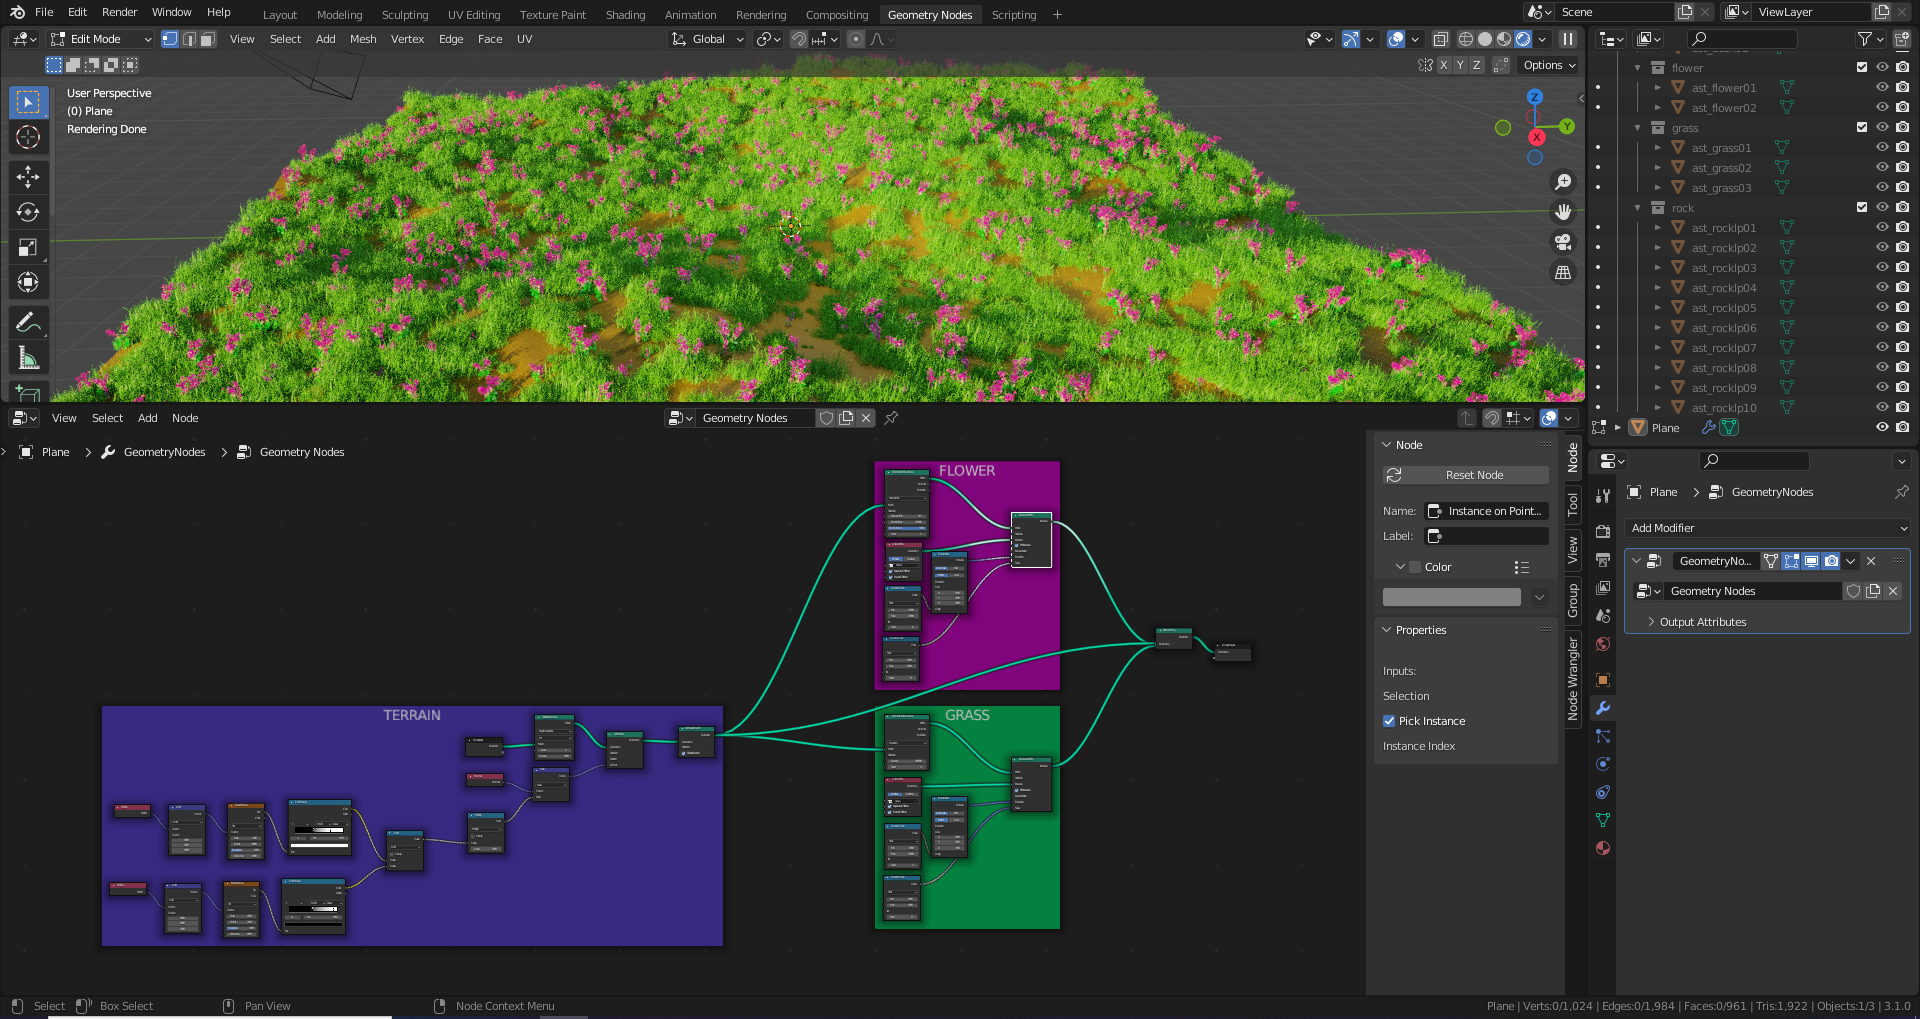 File Edit Render Window Help
Layout Modeling Sculpting UV Editing Texture Paint Shading Animation Rendering Compositing Geometry Nodes Scripting +
Scene
ViewLayer
Edit Mode
View Select Add Mesh Vertex Edge Face UV
Global
X Y Z
Options
User Perspective
(0) Plane
Rendering Done
Z
Y
X
flower
ast_flower01
ast_flower02
grass
ast_grass01
ast_grass02
ast_grass03
rock
ast_rocklp01
ast_rocklp02
ast_rocklp03
ast_rocklp04
ast_rocklp05
ast_rocklp06
ast_rocklp07
ast_rocklp08
ast_rocklp09
ast_rocklp10
Plane
View Select Add Node
Geometry Nodes
Plane > GeometryNodes > Geometry Nodes
FLOWER
TERRAIN
GRASS
Node
Reset Node
Name: Instance on Point...
Label:
Color
Properties
Inputs:
Selection
Pick Instance
Instance Index
Node
Tool
View
Group
Node Wrangler
Plane > GeometryNodes
Add Modifier
GeometryNo...
Geometry Nodes
Output Attributes
Select
Box Select
Pan View
Node Context Menu
Plane | Verts:0/1,024 | Edges:0/1,984 | Faces:0/961 | Tris:1,922 | Objects:1/3 | 3.1.0